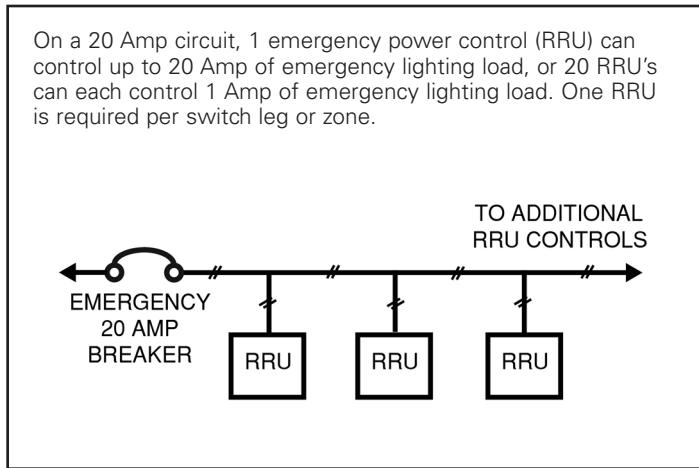 On a 20 Amp circuit, 1 emergency power control (RRU) can
control up to 20 Amp of emergency lighting load, or 20 RRU's
can each control 1 Amp of emergency lighting load. One RRU
is required per switch leg or zone.
TO ADDITIONAL
RRU CONTROLS
EMERGENCY
20 AMP
BREAKER
RRU
RRU
RRU